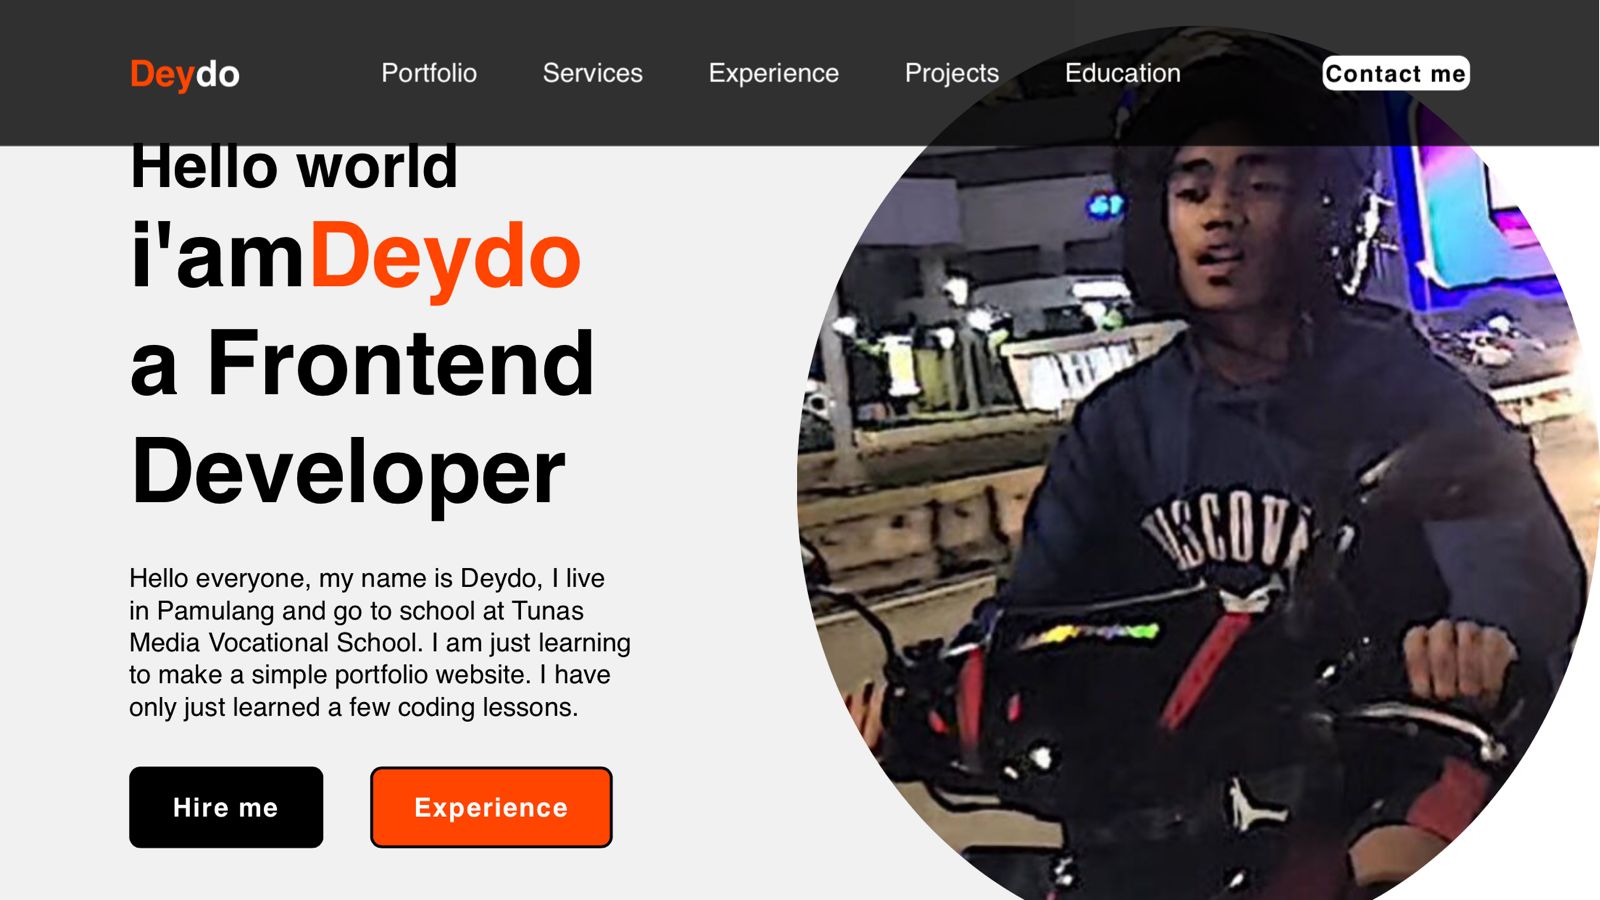 Deydo
Portfolio
Services
Experience
Projects
Education
Contact me
Hello world
i'amDeydo
a Frontend
Developer
Hello everyone, my name is Deydo, I live
in Pamulang and go to school at Tunas
Media Vocational School. I am just learning
to make a simple portfolio website. I have
only just learned a few coding lessons.
Hire me
Experience